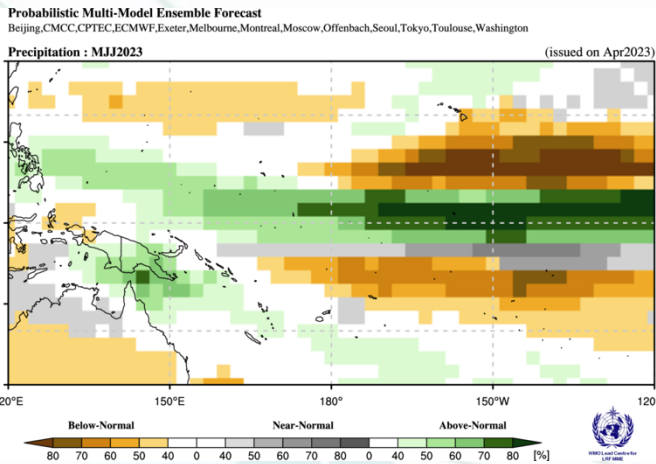 Probabilistic Multi-Model Ensemble Forecast
Beijing,CMCC,CPTEC,ECMWF,Exeter,Melbourne,Montreal,Moscow,Offenbach,Seoul,Tokyo,Toulouse,Washington
Precipitation : MJJ2023 (issued on Apr2023)
20°E 150°E 180° 150°W 120
Below-Normal Near-Normal Above-Normal
80 70 60 50 40 0 40 50 60 70 80 0 40 50 60 70 80 [%]
WMO Lead Centre for
LRF MME